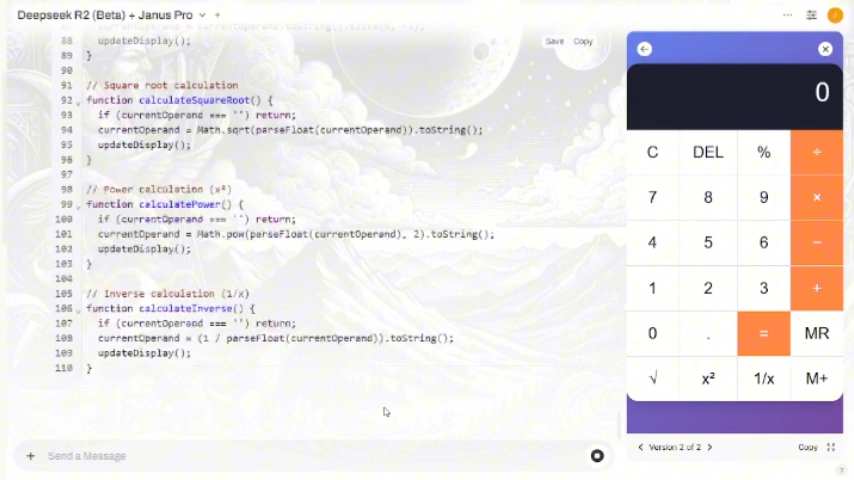 Deepseek R2 (Beta) + Janus Pro
88 updateDisplay();
Save Copy
89 }
90
91 // Square root calculation
92 function calculateSquareRoot() {
93 if (currentOperand === '') return;
94 currentOperand = Math.sqrt(parseFloat(currentOperand)).toString();
95 updateDisplay();
96 }
97
98 // Power calculation (x²)
99 function calculatePower() {
100 if (currentOperand === '') return;
101 currentOperand = Math.pow(parseFloat(currentOperand), 2).toString();
102 updateDisplay();
103 }
104
105 // Inverse calculation (1/x)
106 function calculateInverse() {
107 if (currentOperand === '') return;
108 currentOperand = (1 / parseFloat(currentOperand)).toString();
109 updateDisplay();
110 }
Send a Message
0
C DEL % ÷
7 8 9 ×
4 5 6 −
1 2 3 +
0 . = MR
√ x² 1/x M+
Version 2 of 2
Copy
?